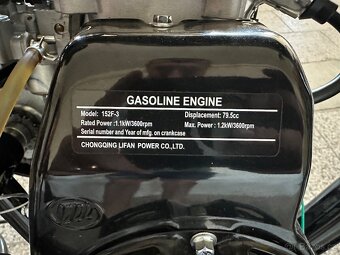 GASOLINE ENGINE
Model: 152F-3 Displacement: 79.5cc
Rated Power: 1.1kW/3600rpm Max. Power: 1.2kW/3600rpm
Serial number and Year of mfg. on crankcase
CHONGQING LIFAN POWER CO.,LTD.